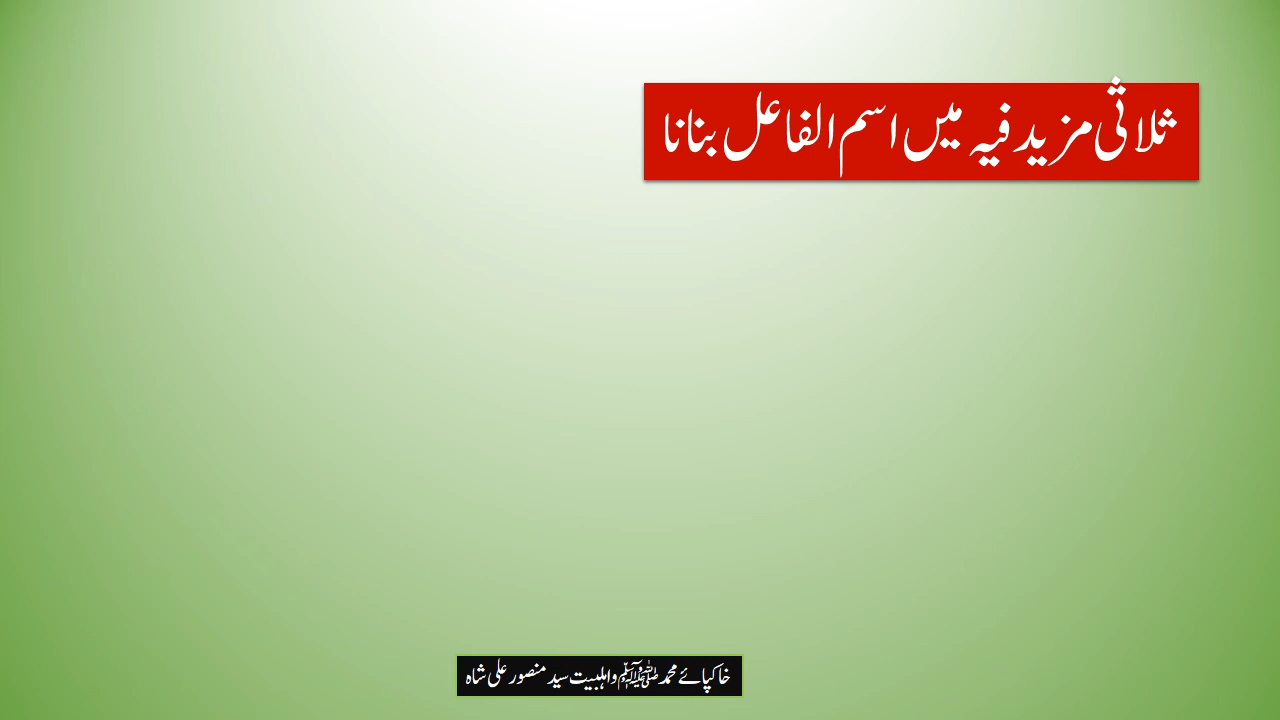 ثلاثی مزید فیہ میں اسم الفاعل بنانا
خاکپائے محمد ﷺ واہلبیت سید منصور علی شاہ